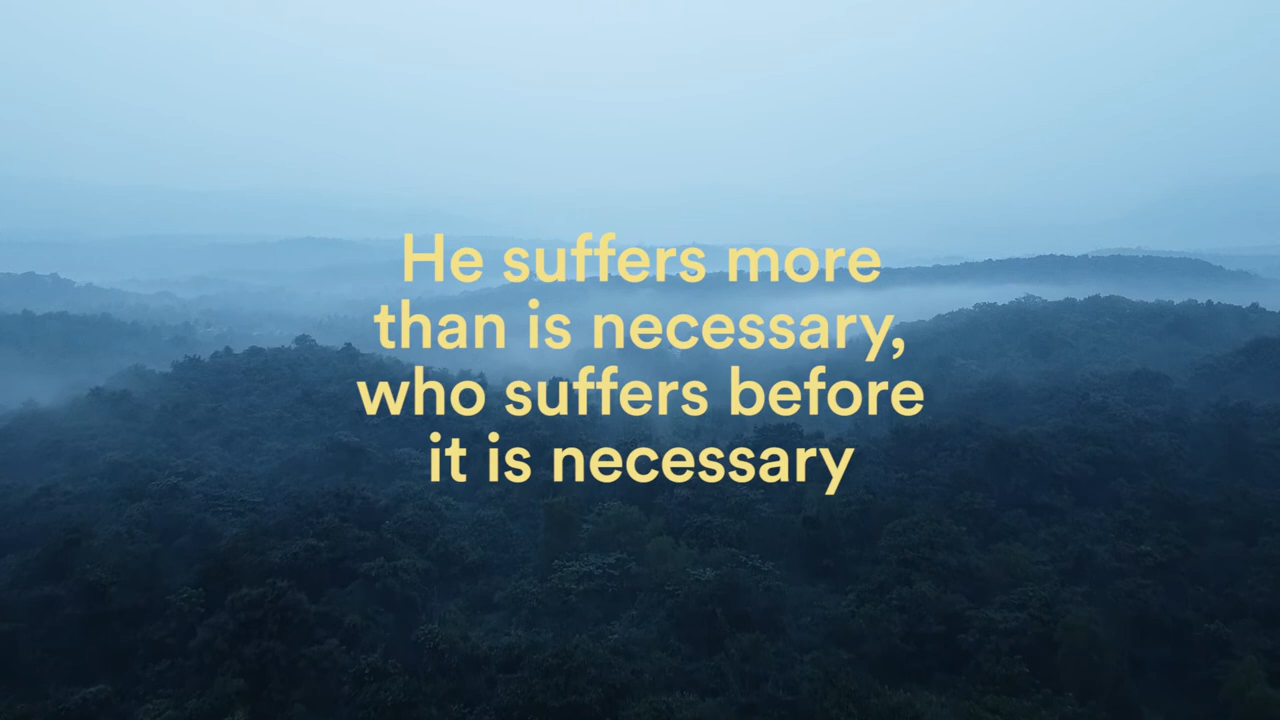 He suffers more
than is necessary,
who suffers before
it is necessary